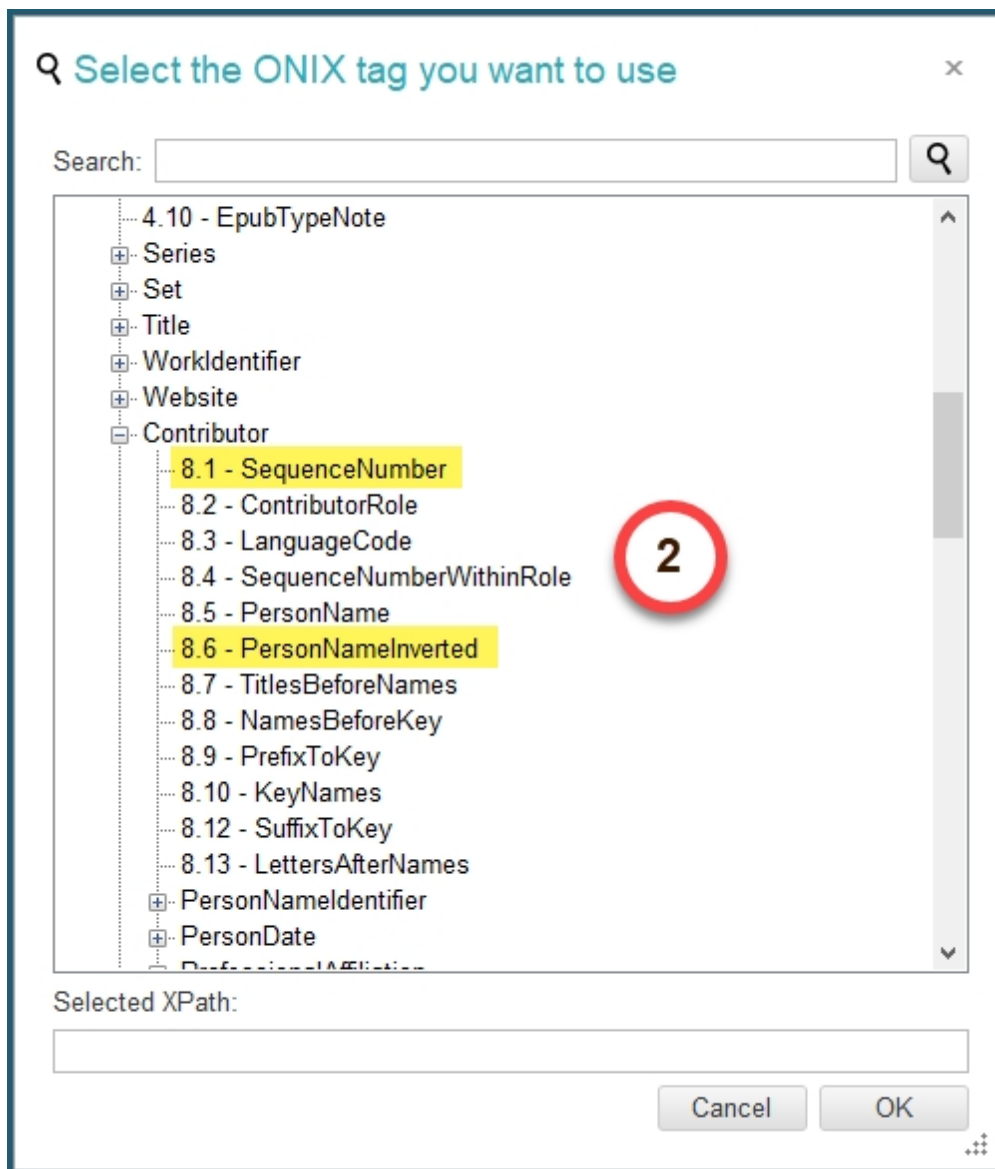 Select the ONIX tag you want to use
Search:
4.10 - EpubTypeNote
Series
Set
Title
WorkIdentifier
Website
Contributor
8.1 - SequenceNumber
8.2 - ContributorRole
8.3 - LanguageCode
8.4 - SequenceNumberWithinRole
2
8.5 - PersonName
8.6 - PersonNameInverted
8.7 - TitlesBeforeNames
8.8 - NamesBeforeKey
8.9 - PrefixToKey
8.10 - KeyNames
8.12 - SuffixToKey
8.13 - LettersAfterNames
PersonNameIdentifier
PersonDate
ProfessionalAffiliation
Selected XPath:
Cancel OK